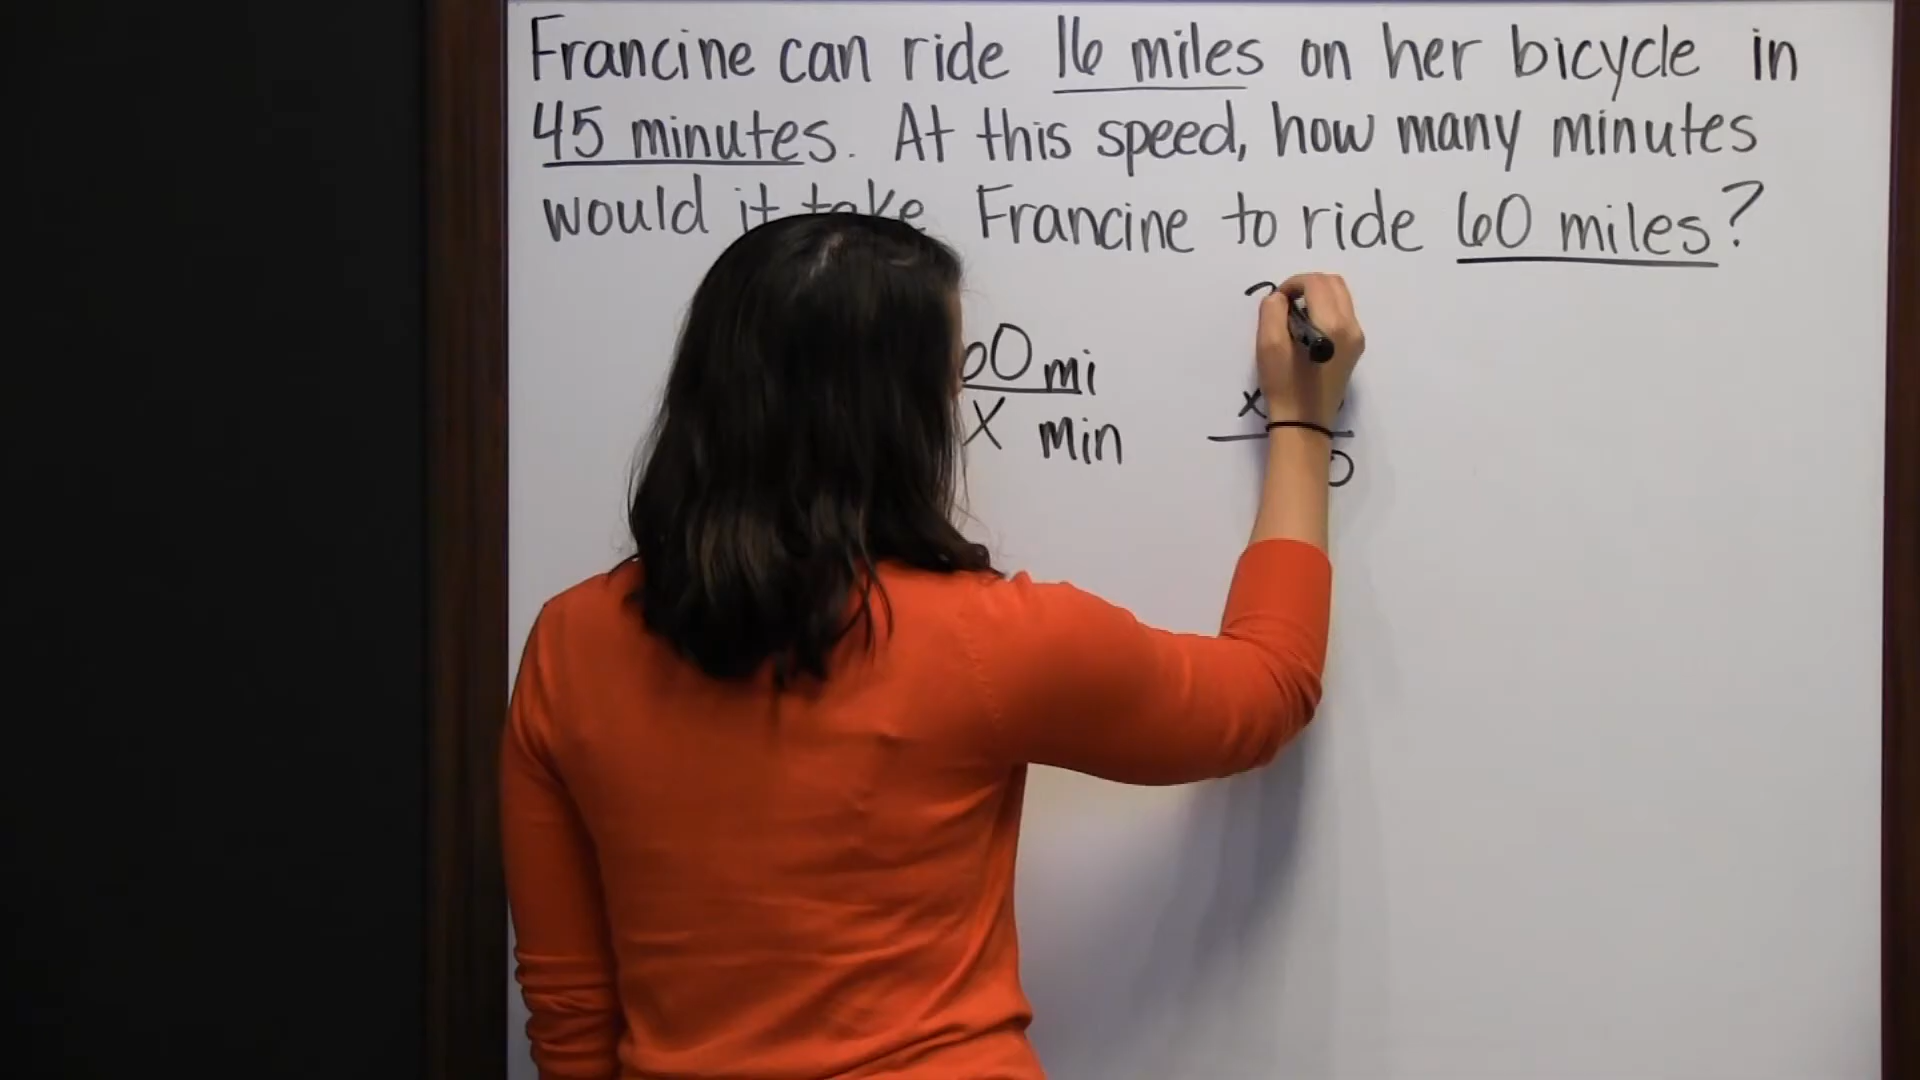 Francine can ride 16 miles on her bicycle in
45 minutes. At this speed, how many minutes
would it take Francine to ride 60 miles?
60 mi
X min
x
0